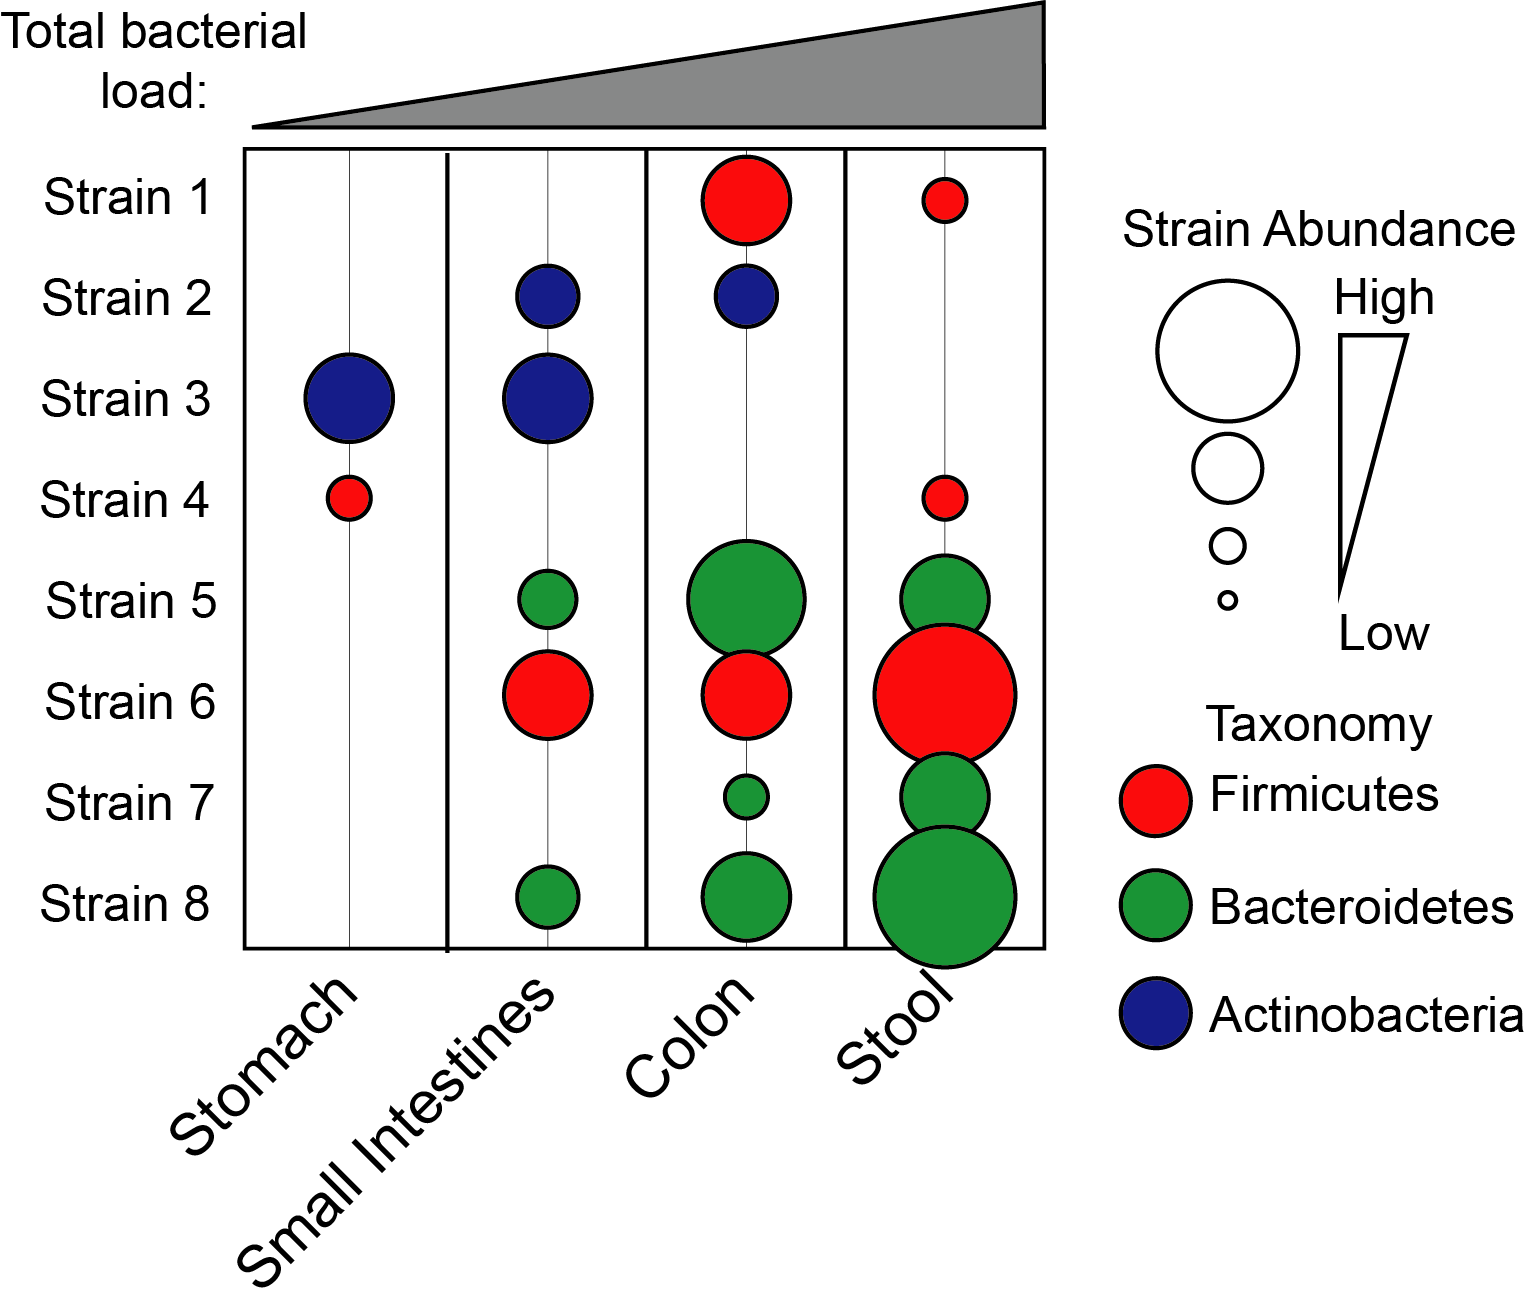 Total bacterial
load:
Strain 1
Strain 2
Strain 3
Strain 4
Strain 5
Strain 6
Strain 7
Strain 8
Stomach
Small Intestines
Colon
Stool
Strain Abundance
High
Low
Taxonomy
Firmicutes
Bacteroidetes
Actinobacteria